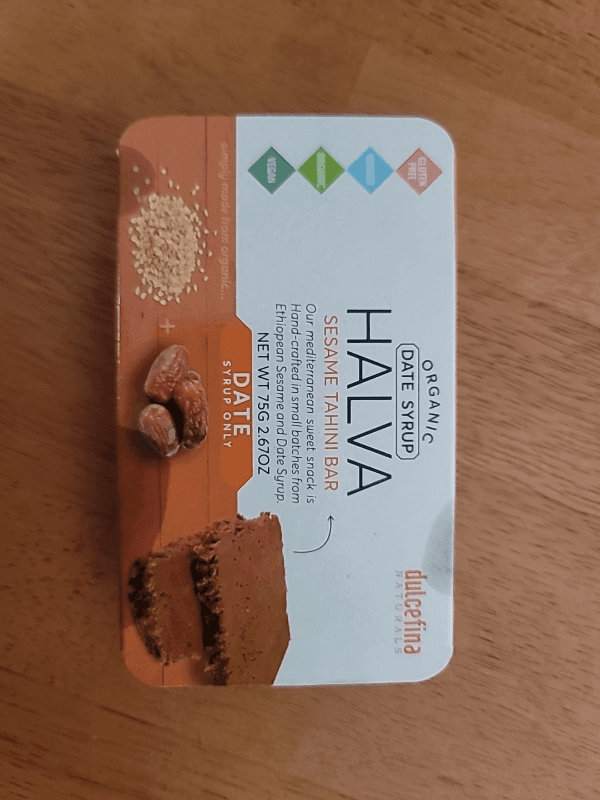 GLUTEN
FREE
ORGANIC
VEGAN
dulcefina
NATURALS
ORGANIC
DATE SYRUP
HALVA
SESAME TAHINI BAR
Our mediterranean sweet snack is
Hand-crafted in small batches from
Ethiopean Sesame and Date Syrup.
NET WT 75G 2.67OZ
DATE
SYRUP ONLY
simply made from organic...
+